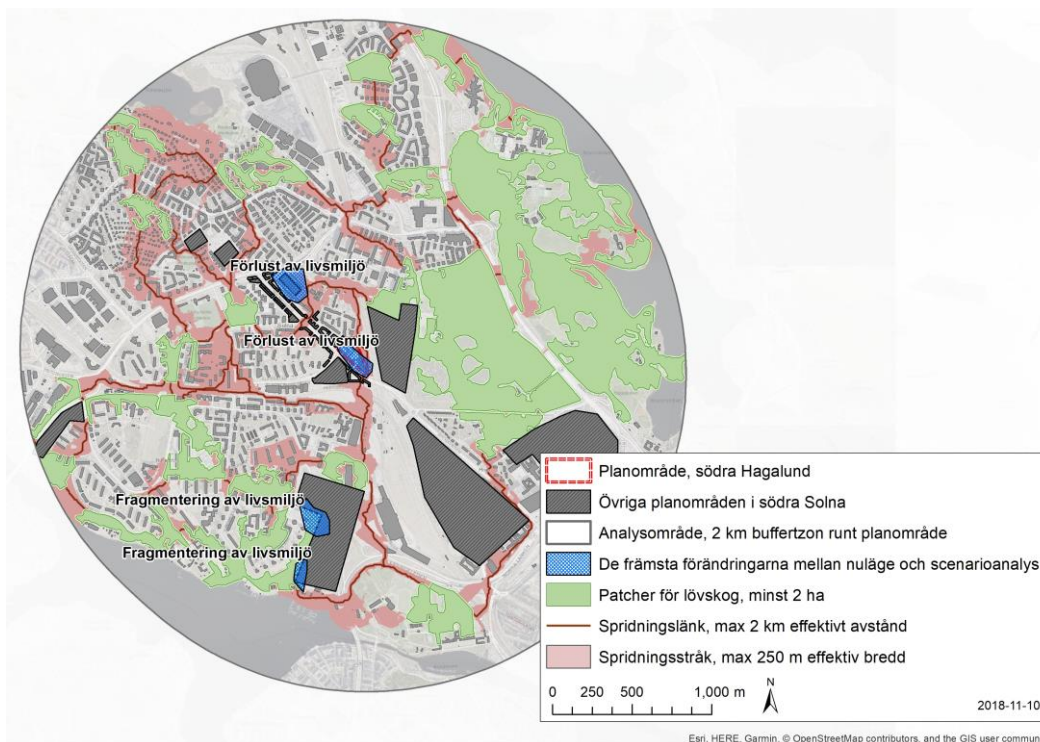 Förlust av livsmiljö
Förlust av livsmiljö
Fragmentering av livsmiljö
Fragmentering av livsmiljö
Planområde, södra Hagalund
Övriga planområden i södra Solna
Analysområde, 2 km buffertzon runt planområde
De främsta förändringarna mellan nuläge och scenarioanalys
Patcher för lövskog, minst 2 ha
Spridningslänk, max 2 km effektivt avstånd
Spridningsstråk, max 250 m effektiv bredd
0 250 500 1,000 m
N
2018-11-10
Esri, HERE, Garmin, © OpenStreetMap contributors, and the GIS user commun